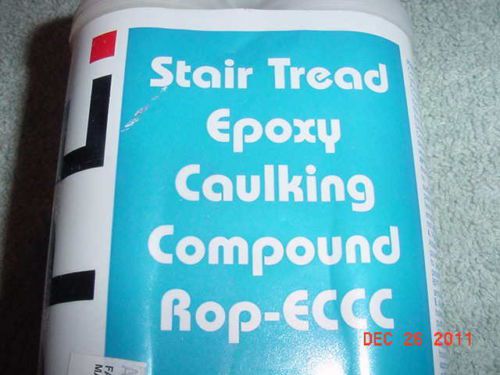 Stair Tread
Epoxy
Caulking
Compound
Rop-ECCC
DEC 26 2011